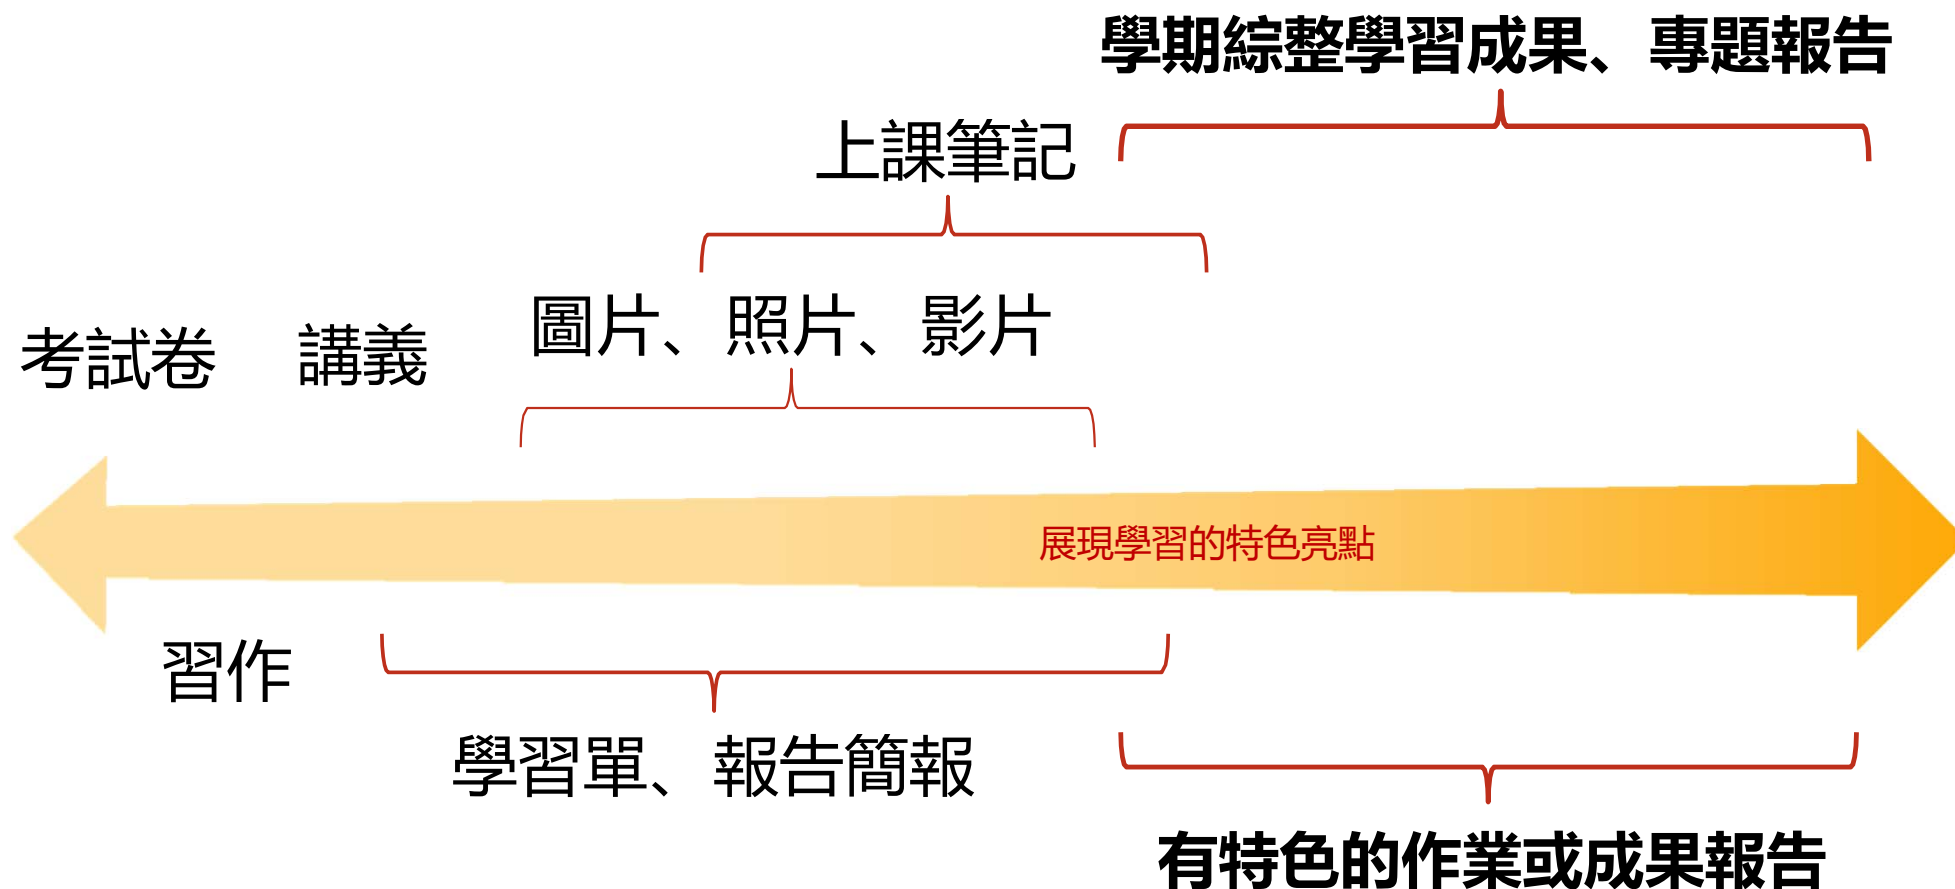 學期綜整學習成果、專題報告
上課筆記
圖片、照片、影片
考試卷
講義
展現學習的特色亮點
習作
學習單、報告簡報
有特色的作業或成果報告